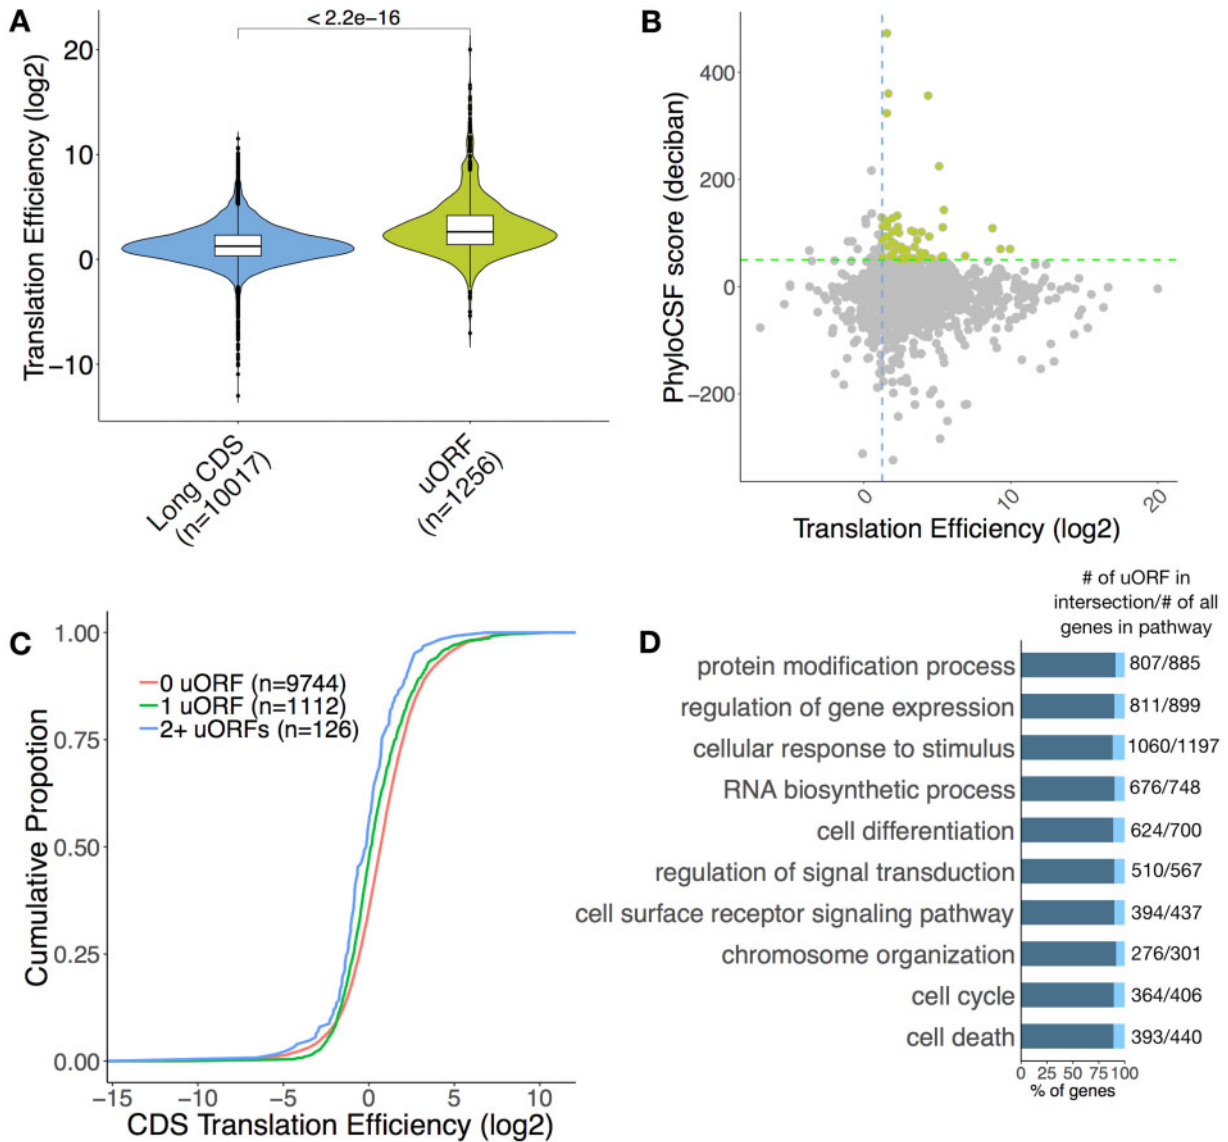 A
< 2.2e−16
Translation Efficiency (log2)
20
10
0
−10
Long CDS
(n=10017)
uORF
(n=1256)
B
PhyloCSF score (deciban)
400
200
0
−200
0
10
20
Translation Efficiency (log2)
C
Cumulative Propotion
1.00
0.75
0.50
0.25
0.00
0 uORF (n=9744)
1 uORF (n=1112)
2+ uORFs (n=126)
−15
−10
−5
0
5
10
CDS Translation Efficiency (log2)
D
# of uORF in
intersection/# of all
genes in pathway
protein modification process 807/885
regulation of gene expression 811/899
cellular response to stimulus 1060/1197
RNA biosynthetic process 676/748
cell differentiation 624/700
regulation of signal transduction 510/567
cell surface receptor signaling pathway 394/437
chromosome organization 276/301
cell cycle 364/406
cell death 393/440
0 25 50 75 100
% of genes